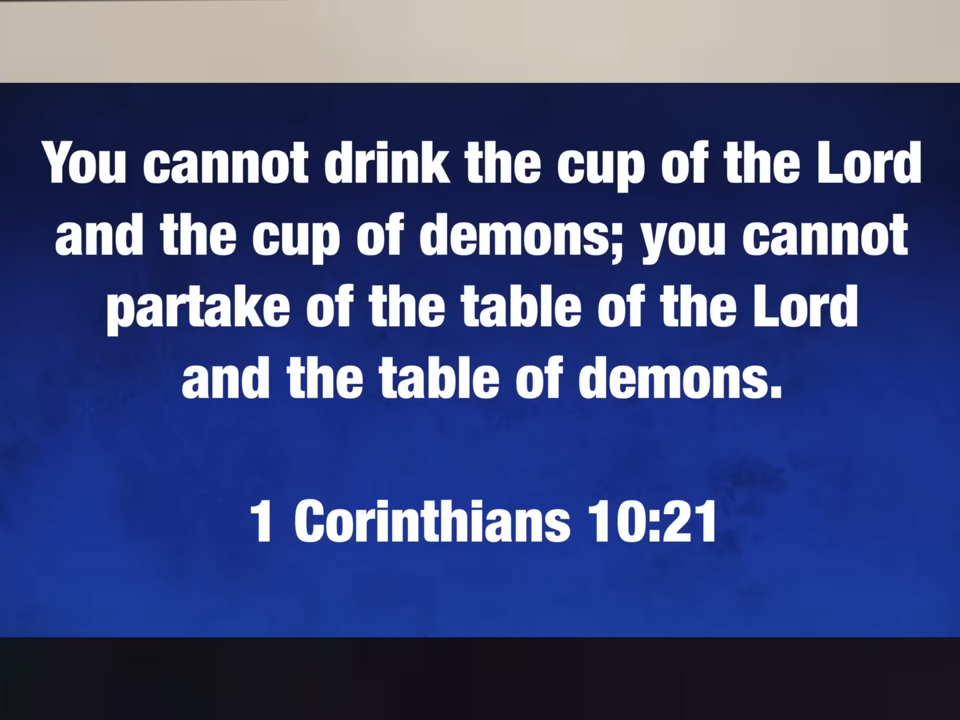 You cannot drink the cup of the Lord
and the cup of demons; you cannot
partake of the table of the Lord
and the table of demons.
1 Corinthians 10:21